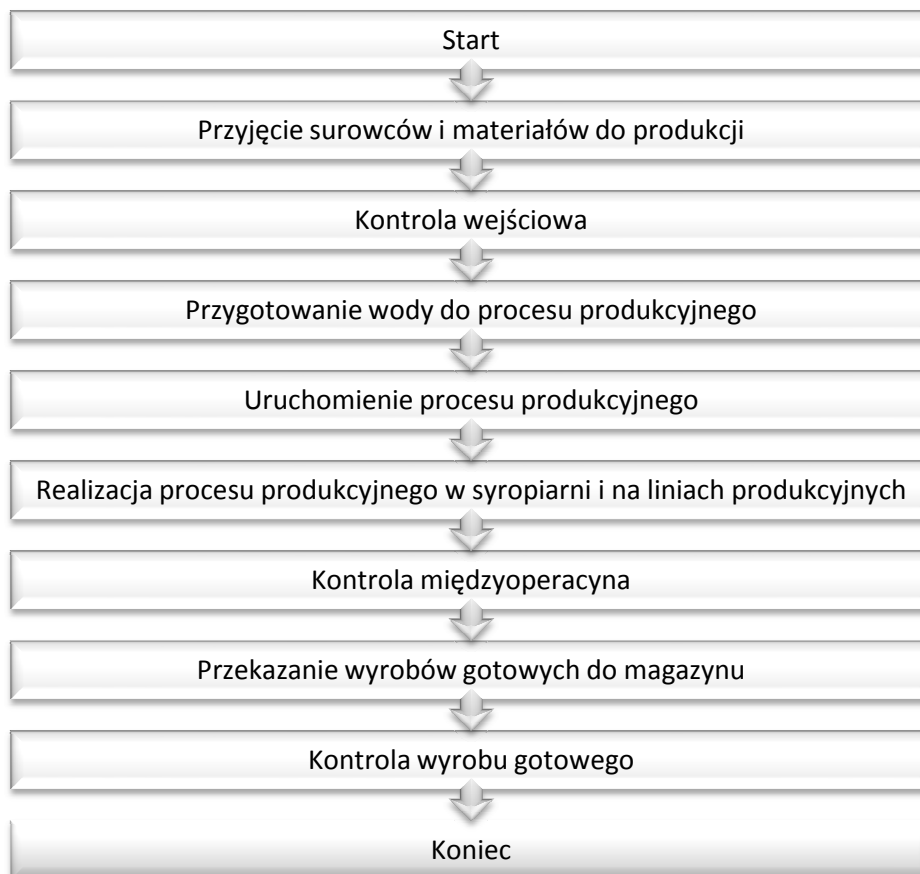 Start
Przyjęcie surowców i materiałów do produkcji
Kontrola wejściowa
Przygotowanie wody do procesu produkcyjnego
Uruchomienie procesu produkcyjnego
Realizacja procesu produkcyjnego w syropiarni i na liniach produkcyjnych
Kontrola międzyoperacyna
Przekazanie wyrobów gotowych do magazynu
Kontrola wyrobu gotowego
Koniec